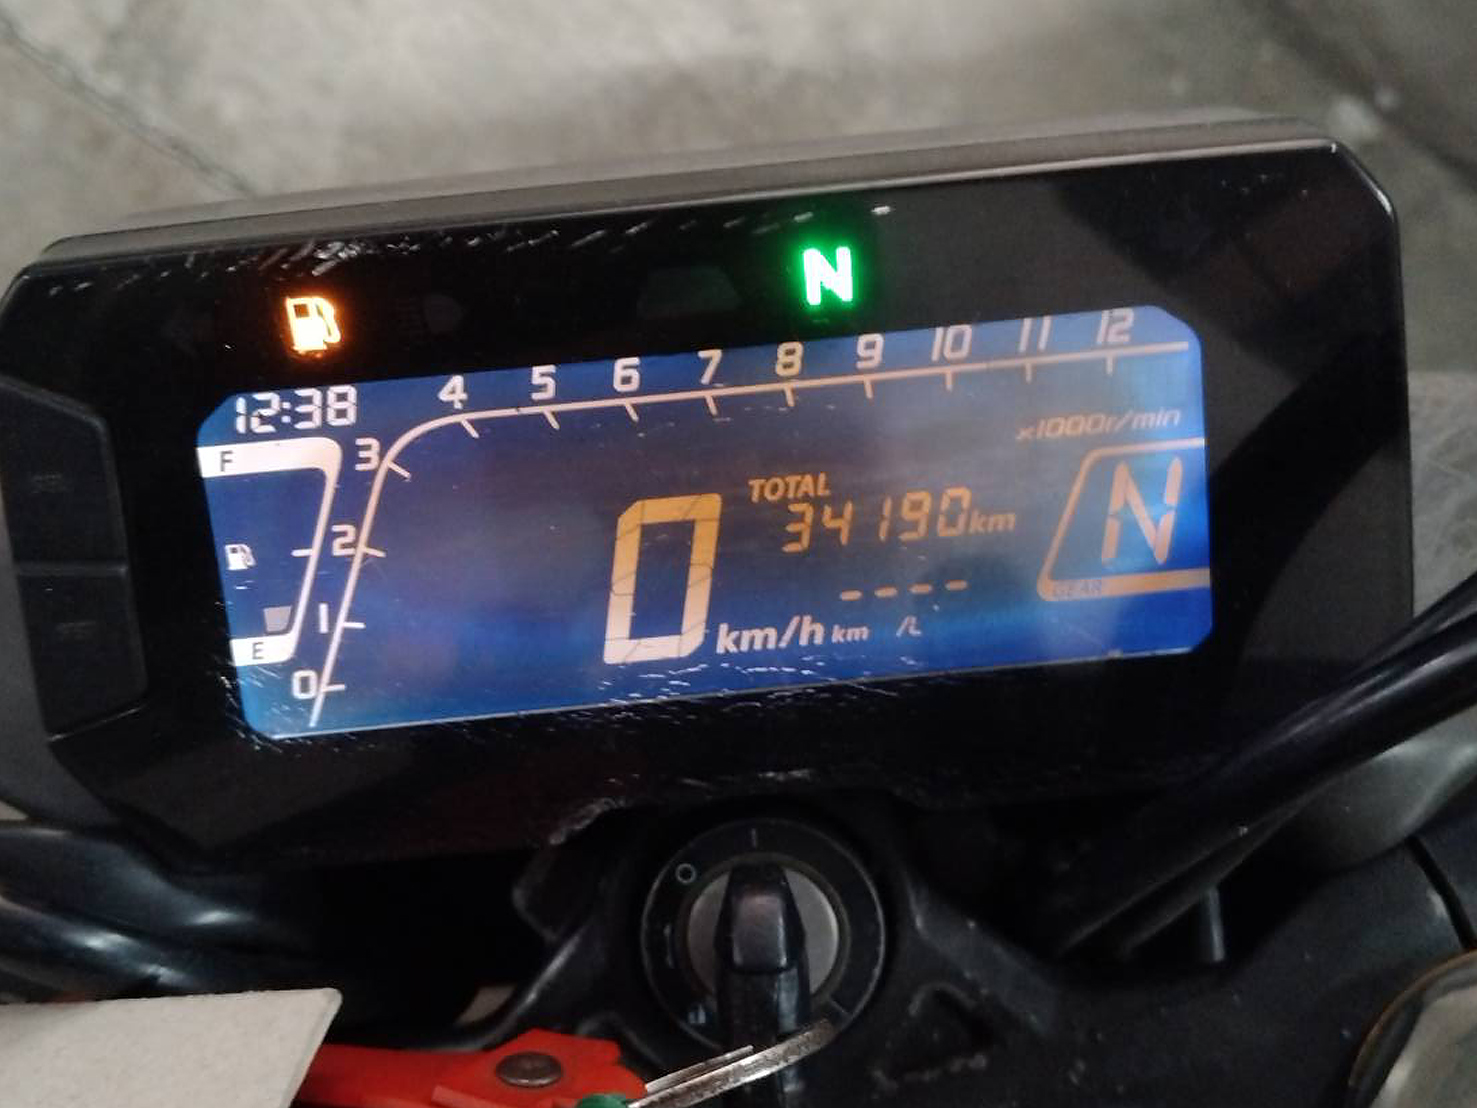 N
12:38
F
E
0 1 2 3 4 5 6 7 8 9 10 11 12
x1000r/min
TOTAL
34190km
0 km/h
---- km/L
N
GEAR